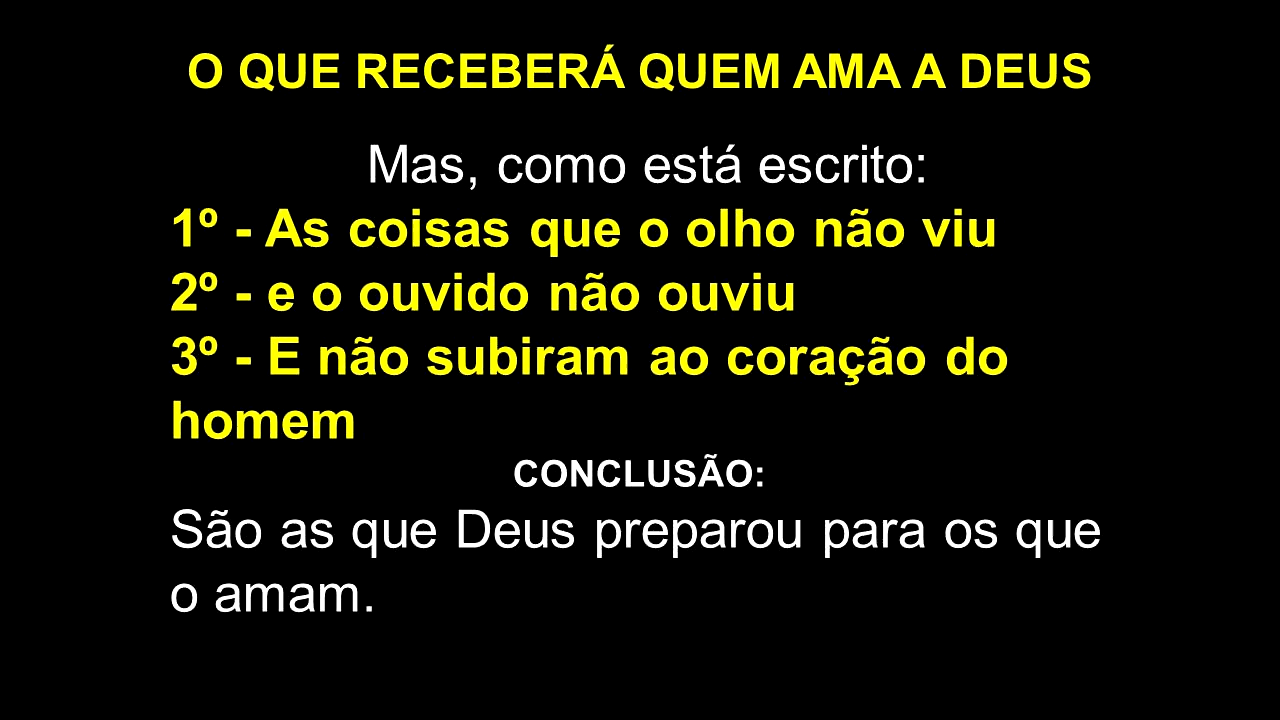 O QUE RECEBERÁ QUEM AMA A DEUS
Mas, como está escrito:
1º - As coisas que o olho não viu
2º - e o ouvido não ouviu
3º - E não subiram ao coração do
homem
CONCLUSÃO:
São as que Deus preparou para os que
o amam.